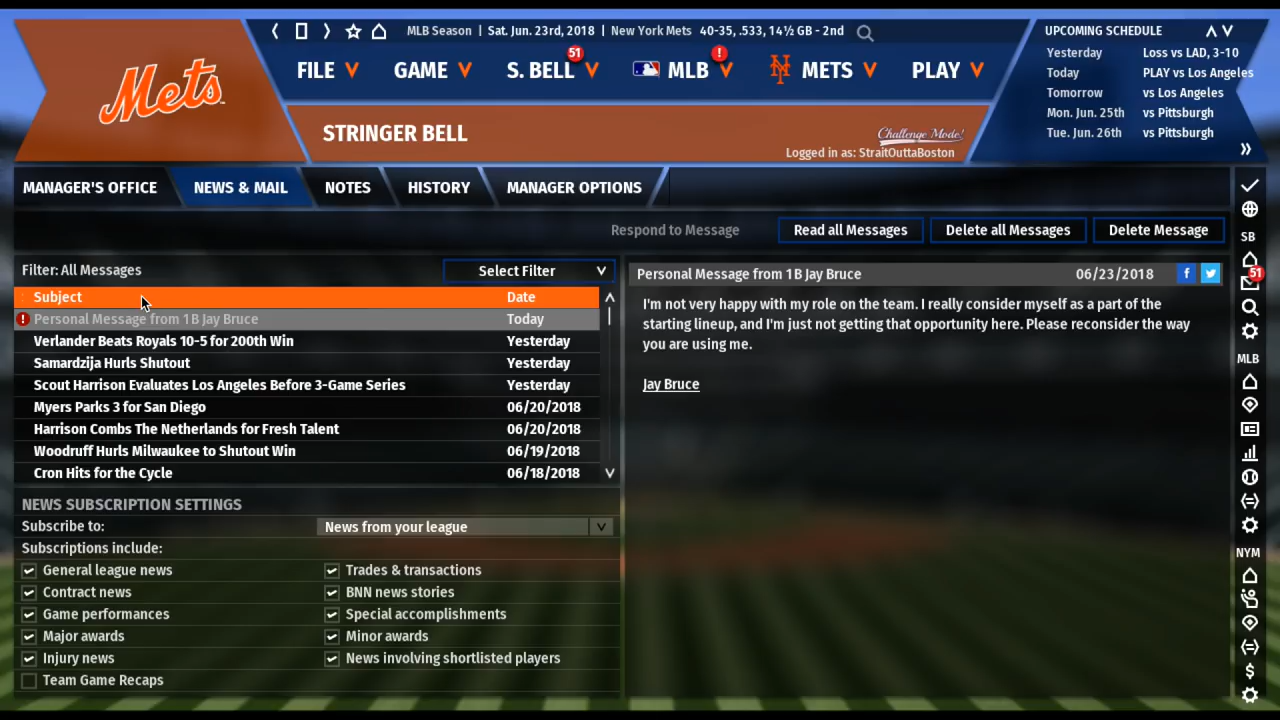 Mets
MLB Season | Sat. Jun. 23rd, 2018 | New York Mets 40-35, .533, 14½ GB - 2nd
FILE GAME S. BELL 51 MLB ! METS PLAY
STRINGER BELL
Challenge Mode!
Logged in as: StraitOuttaBoston
UPCOMING SCHEDULE
Yesterday Loss vs LAD, 3-10
Today PLAY vs Los Angeles
Tomorrow vs Los Angeles
Mon. Jun. 25th vs Pittsburgh
Tue. Jun. 26th vs Pittsburgh
MANAGER'S OFFICE NEWS & MAIL NOTES HISTORY MANAGER OPTIONS
Respond to Message Read all Messages Delete all Messages Delete Message
Filter: All Messages Select Filter
Subject Date
! Personal Message from 1B Jay Bruce Today
Verlander Beats Royals 10-5 for 200th Win Yesterday
Samardzija Hurls Shutout Yesterday
Scout Harrison Evaluates Los Angeles Before 3-Game Series Yesterday
Myers Parks 3 for San Diego 06/20/2018
Harrison Combs The Netherlands for Fresh Talent 06/20/2018
Woodruff Hurls Milwaukee to Shutout Win 06/19/2018
Cron Hits for the Cycle 06/18/2018
NEWS SUBSCRIPTION SETTINGS
Subscribe to: News from your league
Subscriptions include:
General league news Trades & transactions
Contract news BNN news stories
Game performances Special accomplishments
Major awards Minor awards
Injury news News involving shortlisted players
Team Game Recaps
Personal Message from 1B Jay Bruce 06/23/2018
I'm not very happy with my role on the team. I really consider myself as a part of the
starting lineup, and I'm just not getting that opportunity here. Please reconsider the way
you are using me.
Jay Bruce
SB
51
MLB
NYM
$